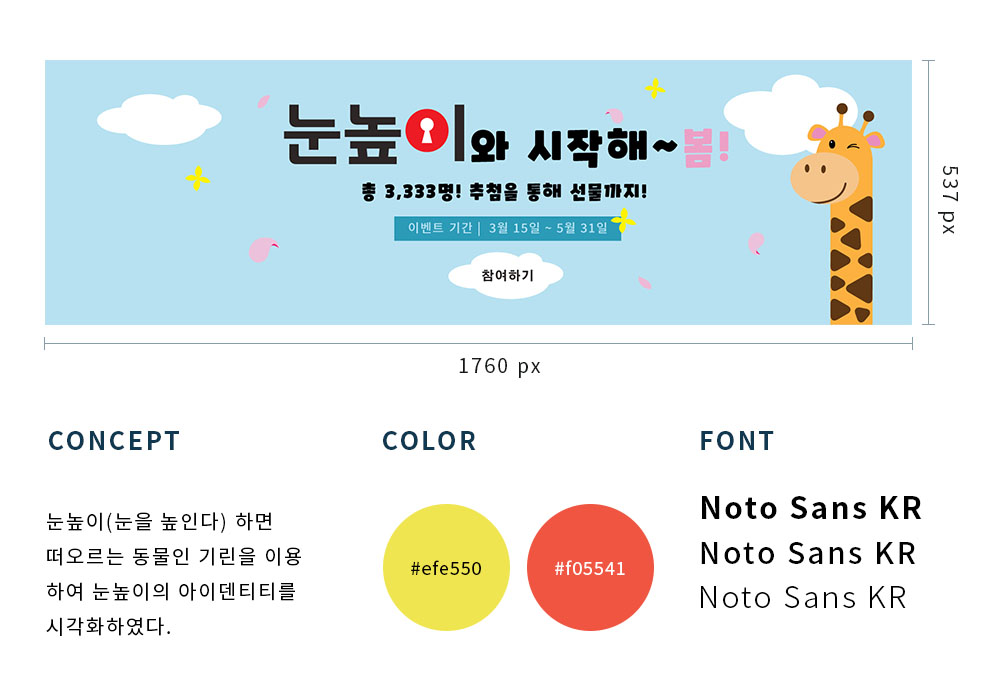 눈높이와 시작해~봄!
총 3,333명! 추첨을 통해 선물까지!
이벤트 기간 | 3월 15일 ~ 5월 31일
참여하기
537 px
1760 px
CONCEPT
눈높이(눈을 높인다) 하면
떠오르는 동물인 기린을 이용
하여 눈높이의 아이덴티티를
시각화하였다.
COLOR
#efe550
#f05541
FONT
Noto Sans KR
Noto Sans KR
Noto Sans KR